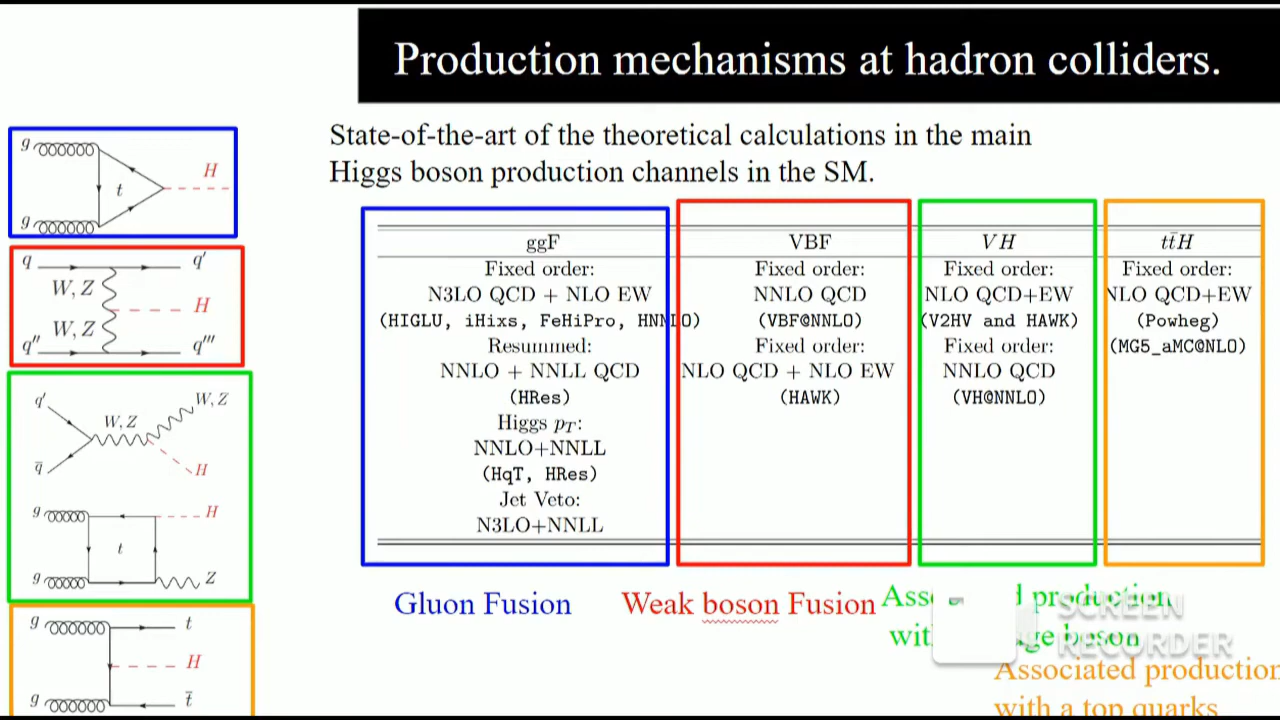 Production mechanisms at hadron colliders.
State-of-the-art of the theoretical calculations in the main
Higgs boson production channels in the SM.
g
H
t
g
q q′
W, Z
H
W, Z
q″ q‴
q′ W, Z
W, Z
q̅ H
g H
t
g Z
g t
H
g t̅
ggF
Fixed order:
N3LO QCD + NLO EW
(HIGLU, iHixs, FeHiPro, HNNLO)
Resummed:
NNLO + NNLL QCD
(HRes)
Higgs pT:
NNLO+NNLL
(HqT, HRes)
Jet Veto:
N3LO+NNLL
VBF
Fixed order:
NNLO QCD
(VBF@NNLO)
Fixed order:
NLO QCD + NLO EW
(HAWK)
VH
Fixed order:
NLO QCD+EW
(V2HV and HAWK)
Fixed order:
NNLO QCD
(VH@NNLO)
tt̅H
Fixed order:
NLO QCD+EW
(Powheg)
(MG5_aMC@NLO)
Gluon Fusion
Weak boson Fusion
production
boson
Associated production
with a top quarks
SCREEN
RECORDER